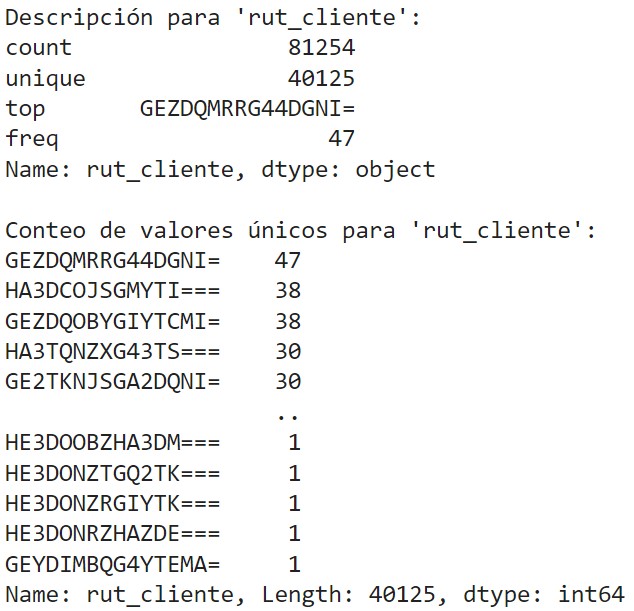 Descripción para 'rut_cliente':
count 81254
unique 40125
top GEZDQMRRG44DGNI=
freq 47
Name: rut_cliente, dtype: object
Conteo de valores únicos para 'rut_cliente':
GEZDQMRRG44DGNI= 47
HA3DCOJSGMYTI=== 38
GEZDQOBYGIYTCMI= 38
HA3TQNZXG43TS=== 30
GE2TKNJSGA2DQNI= 30
..
HE3DOOBZHA3DM=== 1
HE3DONZTGQ2TK=== 1
HE3DONZRGIYTK=== 1
HE3DONRZHAZDE=== 1
GEYDIMBQG4YTEMA= 1
Name: rut_cliente, Length: 40125, dtype: int64